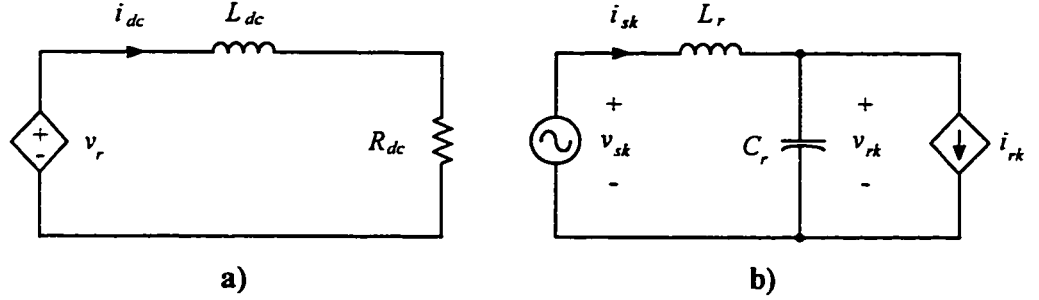 i_dc L_dc
+
-
v_r
R_dc
a)
i_sk L_r
+
v_sk
-
C_r
+
v_rk
-
i_rk
b)